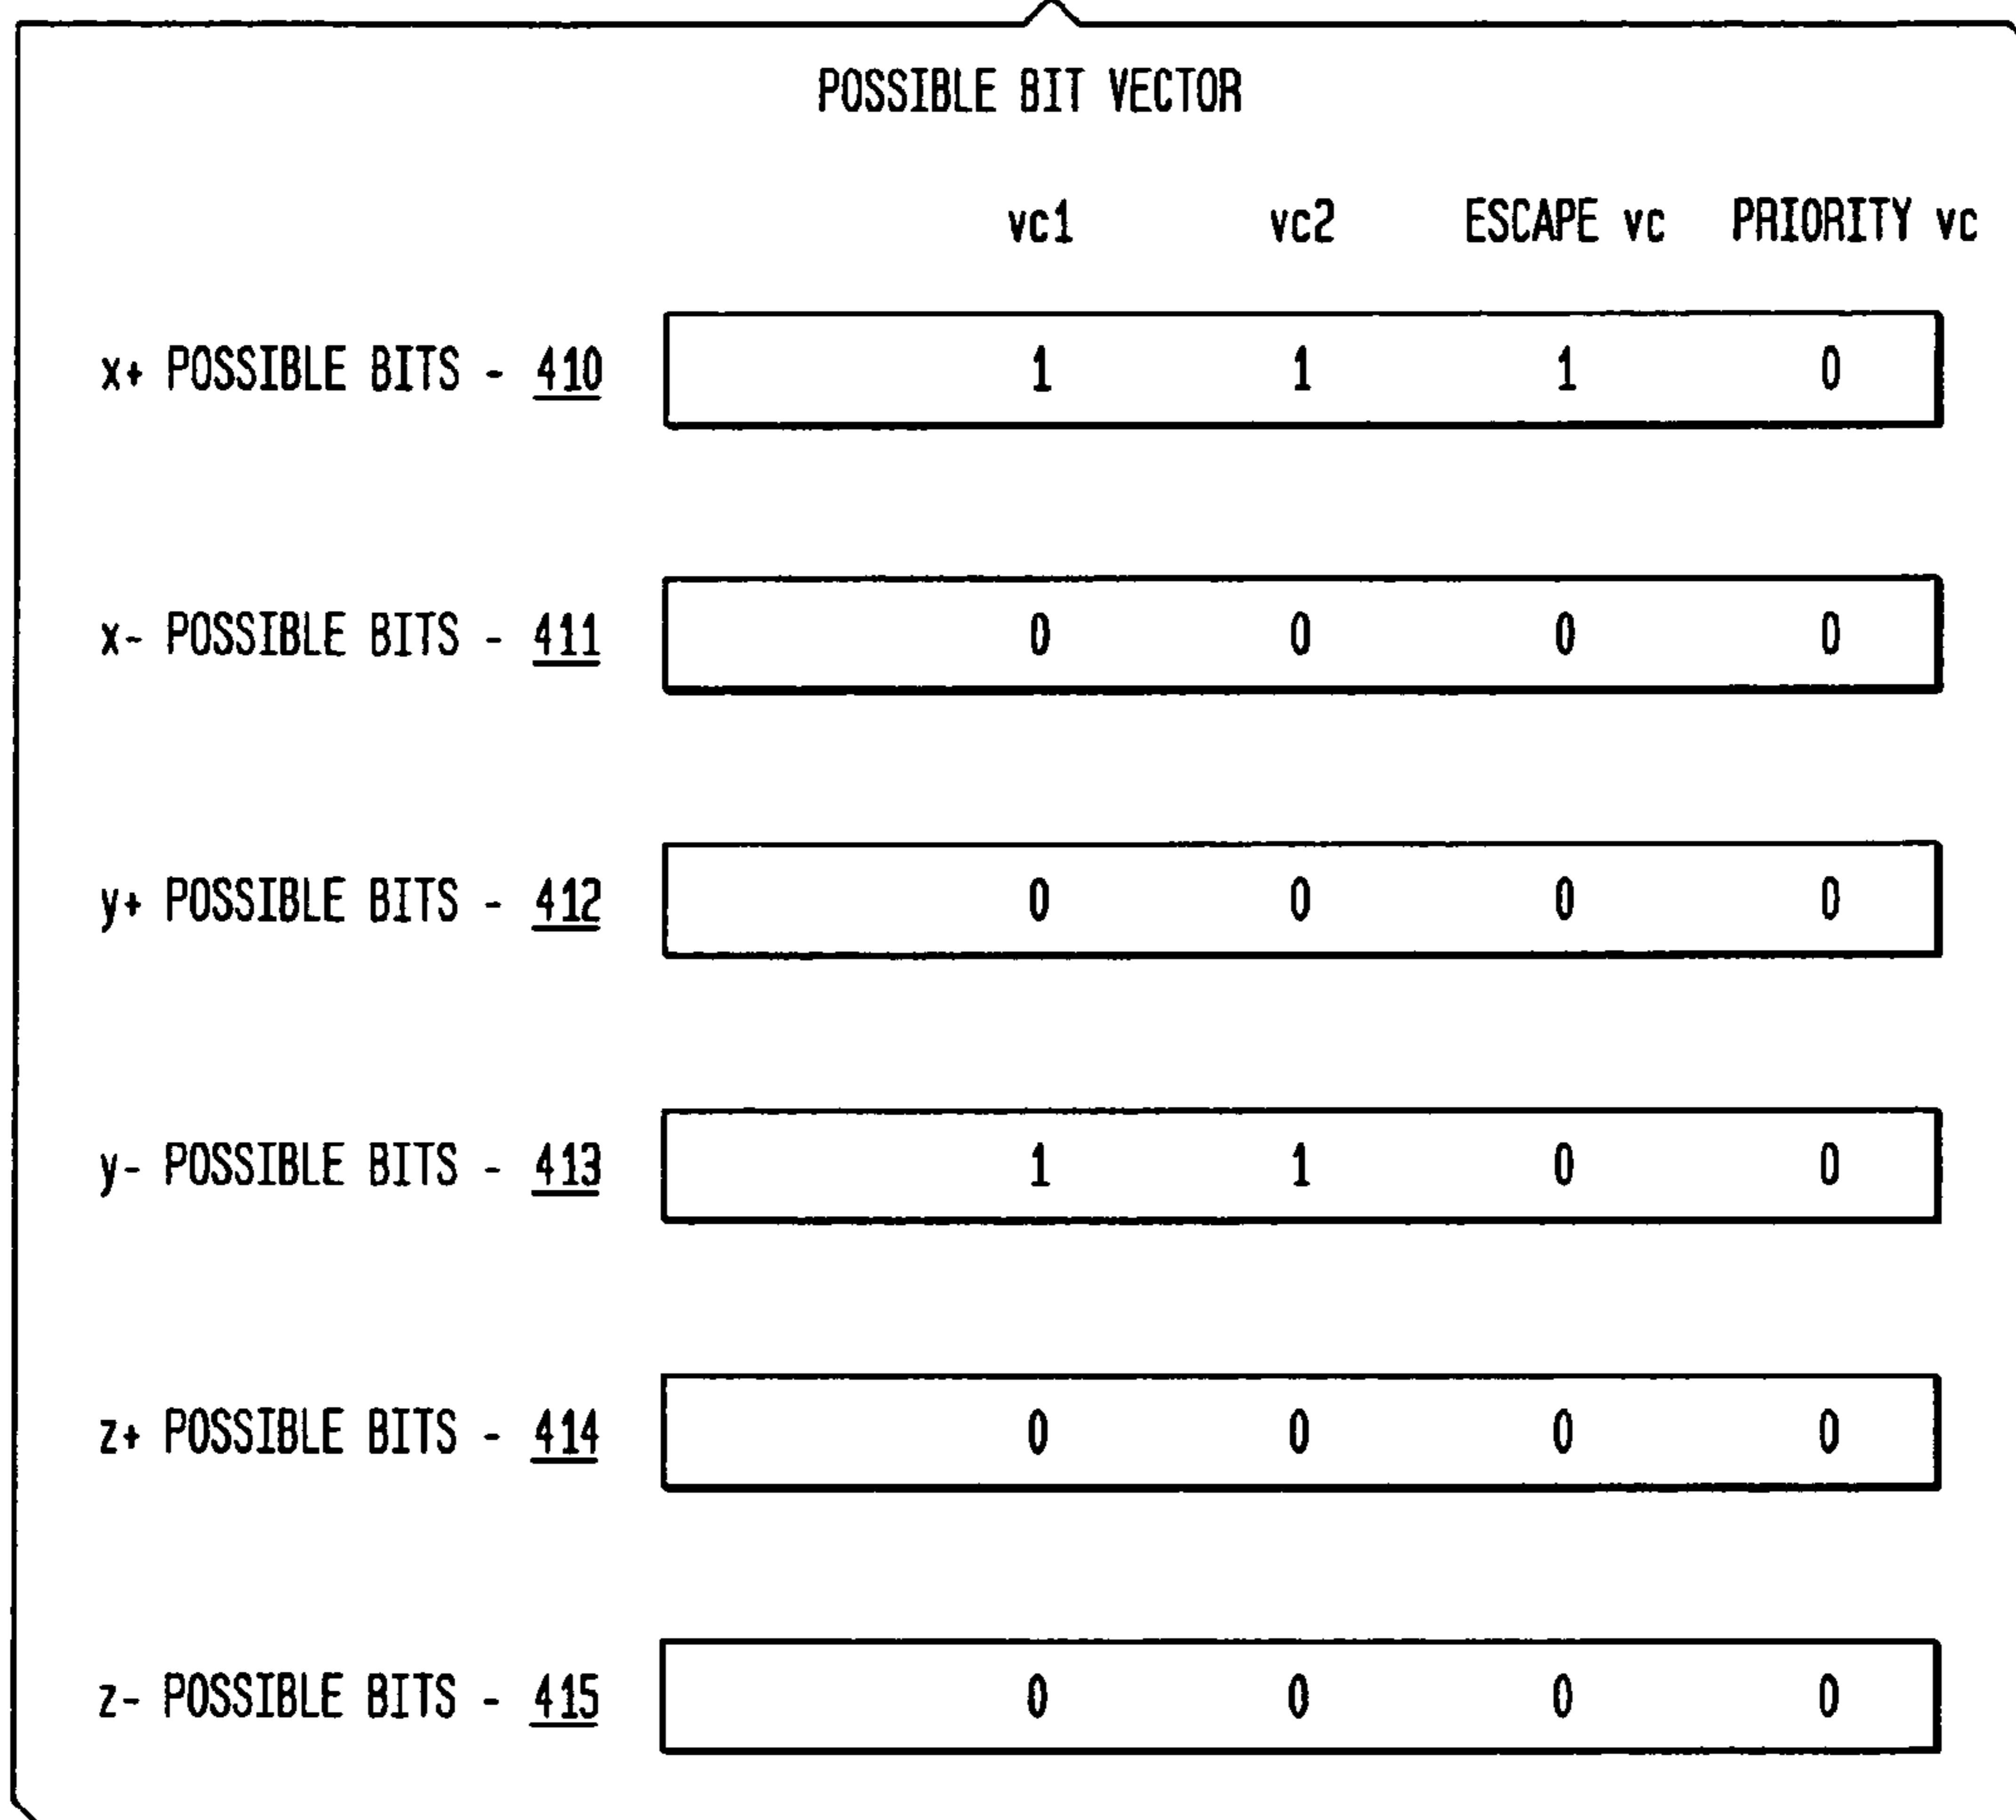 POSSIBLE BIT VECTOR
vc1 vc2 ESCAPE vc PRIORITY vc
x+ POSSIBLE BITS - 410 1 1 1 0
x- POSSIBLE BITS - 411 0 0 0 0
y+ POSSIBLE BITS - 412 0 0 0 0
y- POSSIBLE BITS - 413 1 1 0 0
z+ POSSIBLE BITS - 414 0 0 0 0
z- POSSIBLE BITS - 415 0 0 0 0